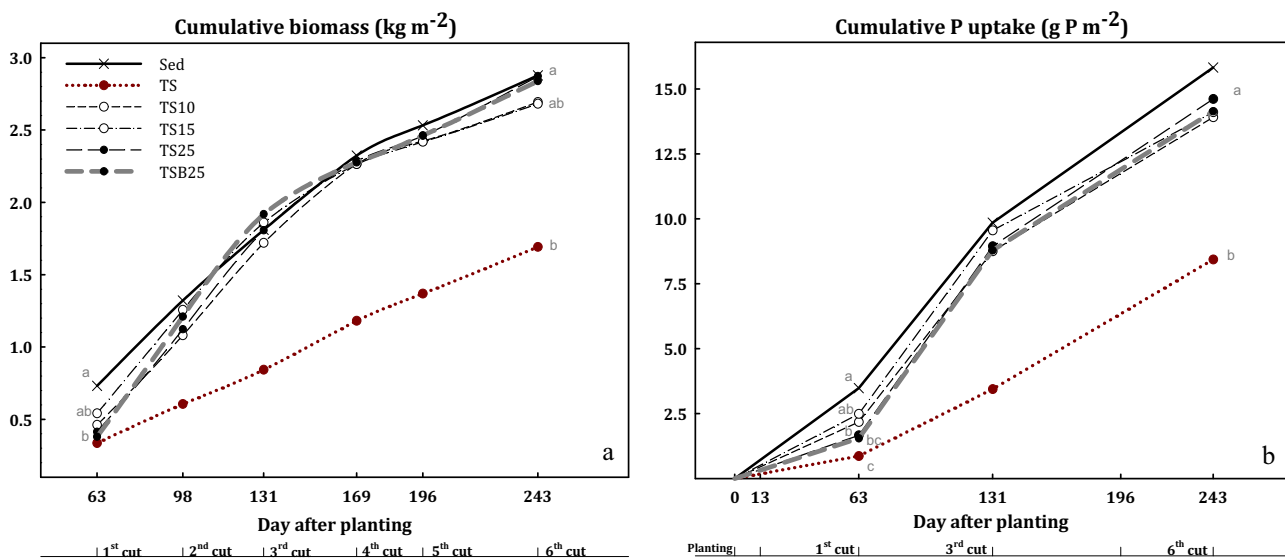 Cumulative biomass (kg m⁻²)
3.0
2.5
2.0
1.5
1.0
0.5
Sed
TS
TS10
TS15
TS25
TSB25
a
ab
b
a
ab
b
a
63 98 131 169 196 243
Day after planting
1st cut 2nd cut 3rd cut 4th cut 5th cut 6th cut
Cumulative P uptake (g P m⁻²)
15.0
12.5
10.0
7.5
5.0
2.5
a
b
a
ab
b
bc
c
b
0 13 63 131 196 243
Day after planting
Planting 1st cut 3rd cut 6th cut